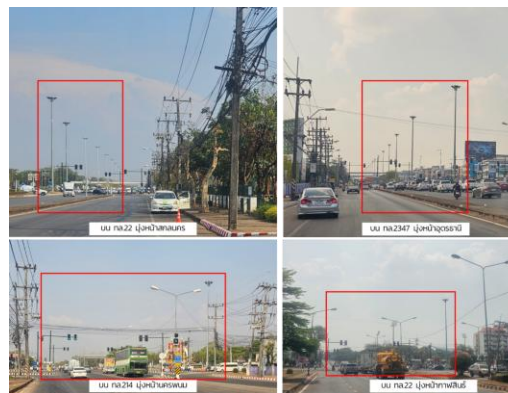 บน ทล.22 มุ่งหน้าสกลนคร
บน ทล.2347 มุ่งหน้าอุดรธานี
บน ทล.214 มุ่งหน้านครพนม
บน ทล.22 มุ่งหน้ากาฬสินธุ์